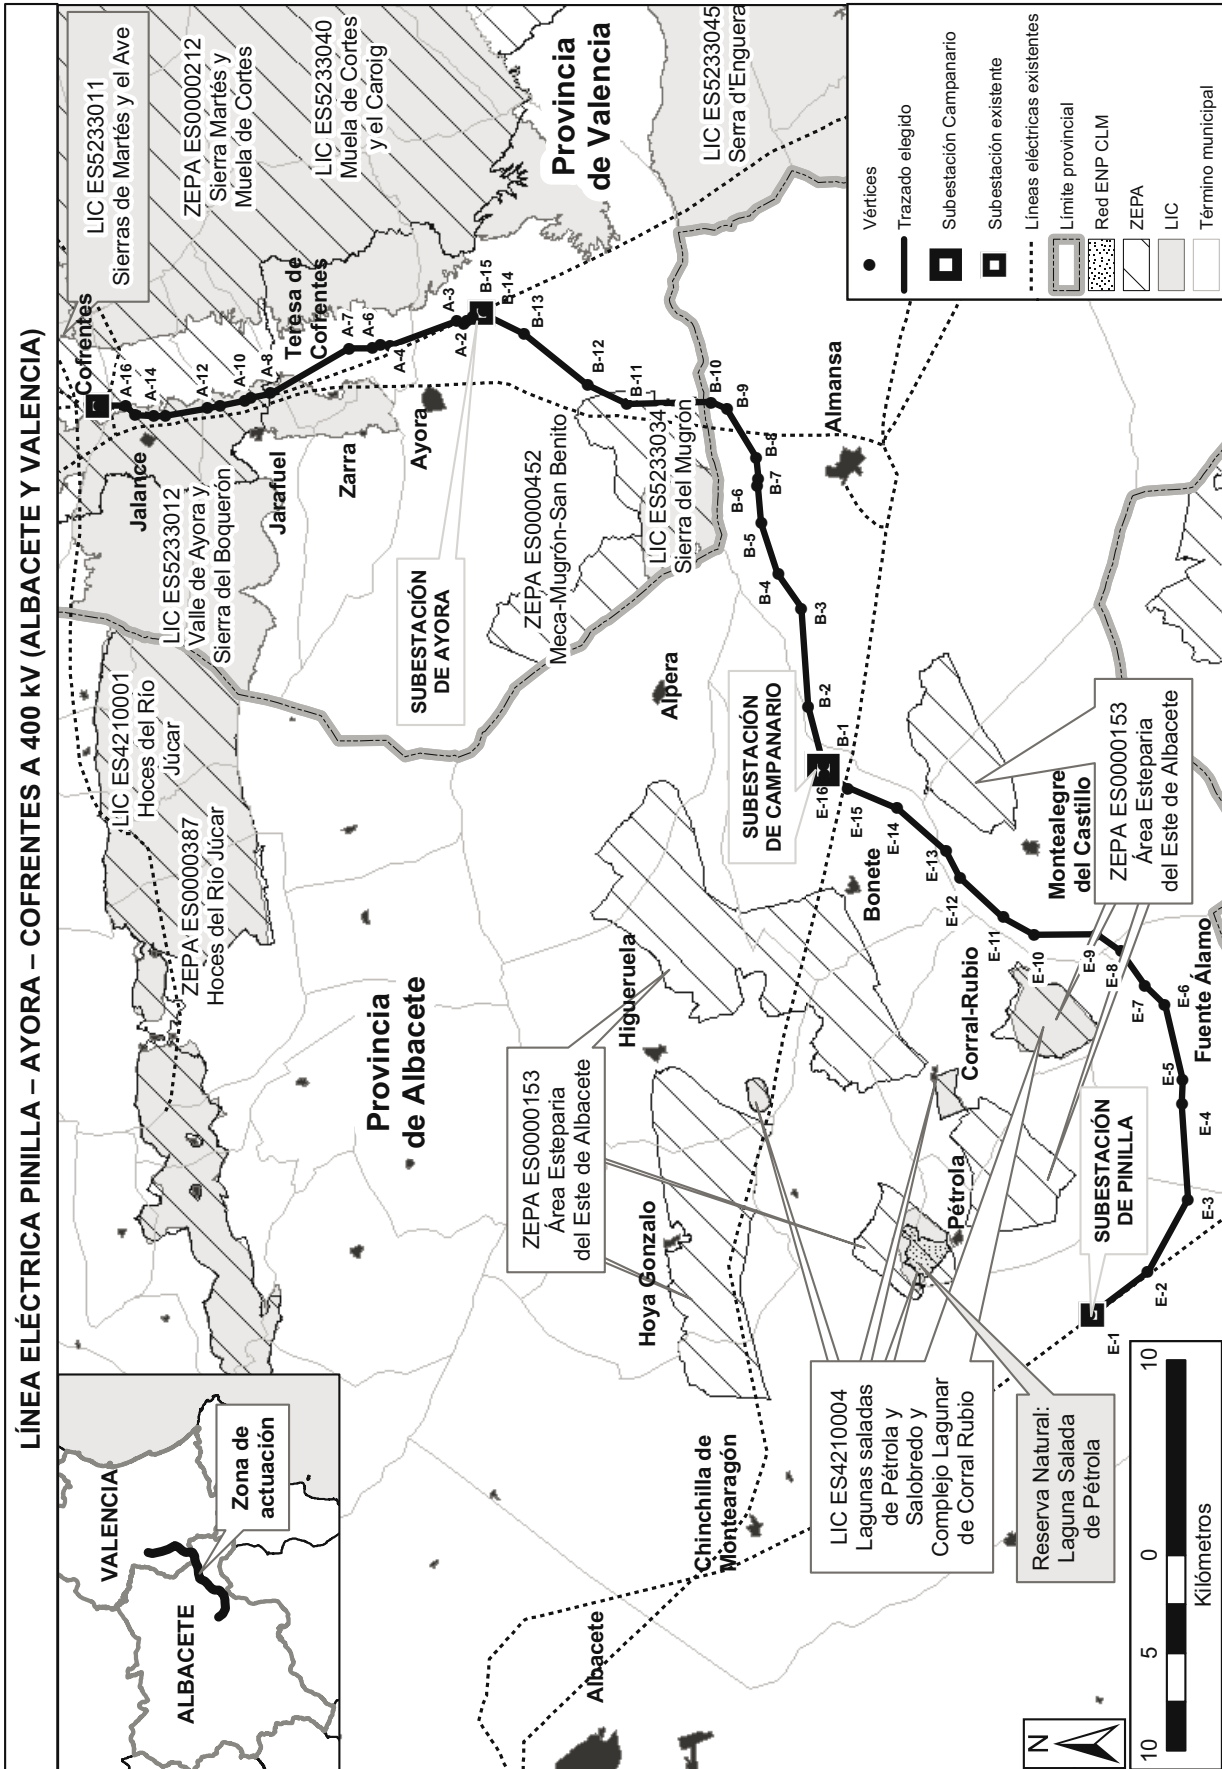 LÍNEA ELÉCTRICA PINILLA – AYORA – COFRENTES A 400 kV (ALBACETE Y VALENCIA)
VALENCIA
ALBACETE
Zona de
actuación
LIC ES4210001
Hoces del Río
Júcar
ZEPA ES0000387
Hoces del Río Júcar
LIC ES5233012
Valle de Ayora y
Sierra del Boquerón
Jalance
Jarafuel
Zarra
Ayora
Cofrentes
Teresa de
Cofrentes
LIC ES5233011
Sierras de Martés y el Ave
ZEPA ES0000212
Sierra Martés y
Muela de Cortes
LIC ES5233040
Muela de Cortes
y el Caroig
Provincia
de Valencia
LIC ES5233045
Serra d'Enguera
A-16
A-14
A-12
A-10
A-8
A-7
A-6
A-4
A-3
A-2
B-15
B-14
B-13
B-12
B-11
B-10
B-9
B-8
B-7
B-6
B-5
B-4
B-3
B-2
B-1
SUBESTACIÓN
DE AYORA
ZEPA ES0000452
Meca-Mugrón-San Benito
LIC ES5233034
Sierra del Mugrón
Almansa
Alpera
Provincia
de Albacete
SUBESTACIÓN
DE CAMPANARIO
Higueruela
Bonete
Hoya Gonzalo
ZEPA ES0000153
Área Esteparia
del Este de Albacete
Corral-Rubio
Pétrola
Montealegre
del Castillo
ZEPA ES0000153
Área Esteparia
del Este de Albacete
Fuente Álamo
SUBESTACIÓN
DE PINILLA
E-16
E-15
E-14
E-13
E-12
E-11
E-10
E-9
E-8
E-7
E-6
E-5
E-4
E-3
E-2
E-1
Chinchilla de
Montearagón
Albacete
LIC ES4210004
Lagunas saladas
de Pétrola y
Salobredo y
Complejo Lagunar
de Corral Rubio
Reserva Natural:
Laguna Salada
de Pétrola
N
10
5
0
10
Kilómetros
Vértices
Trazado elegido
Subestación Campanario
Subestación existente
Líneas eléctricas existentes
Límite provincial
Red ENP CLM
ZEPA
LIC
Término municipal